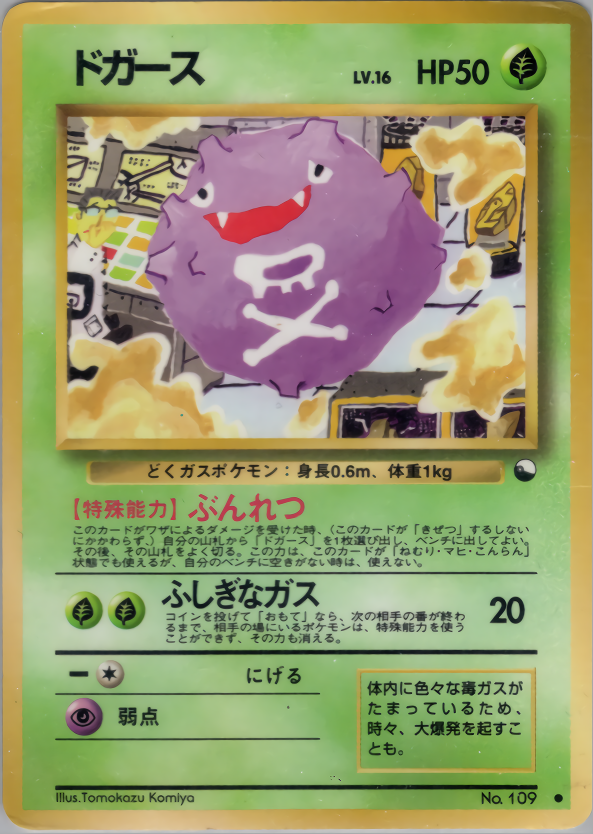 ドガース LV.16 HP50
どくガスポケモン：身長0.6m、体重1kg
【特殊能力】ぶんれつ
このカードがワザによるダメージを受けた時、（このカードが「きぜつ」するしない
にかかわらず、）自分の山札から「ドガース」を1枚選び出し、ベンチに出してよい。
その後、その山札をよく切る。この力は、このカードが「ねむり・マヒ・こんらん」
状態でも使えるが、自分のベンチに空きがない時は、使えない。
ふしぎなガス 20
コインを投げて「おもて」なら、次の相手の番が終わ
るまで、相手の場にいるポケモンは、特殊能力を使う
ことができず、その力も消える。
ー にげる
弱点
体内に色々な毒ガスが
たまっているため、
時々、大爆発を起すこ
とも。
Illus.Tomokazu Komiya No. 109